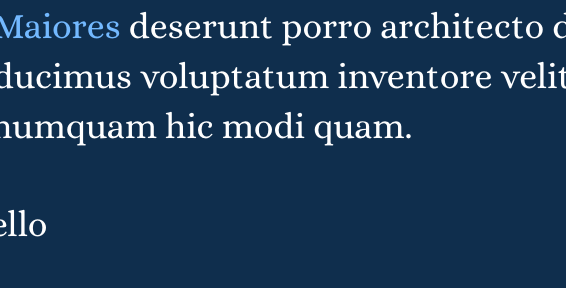 Maiores deserunt porro architecto
ducimus voluptatum inventore velit
numquam hic modi quam.
ello